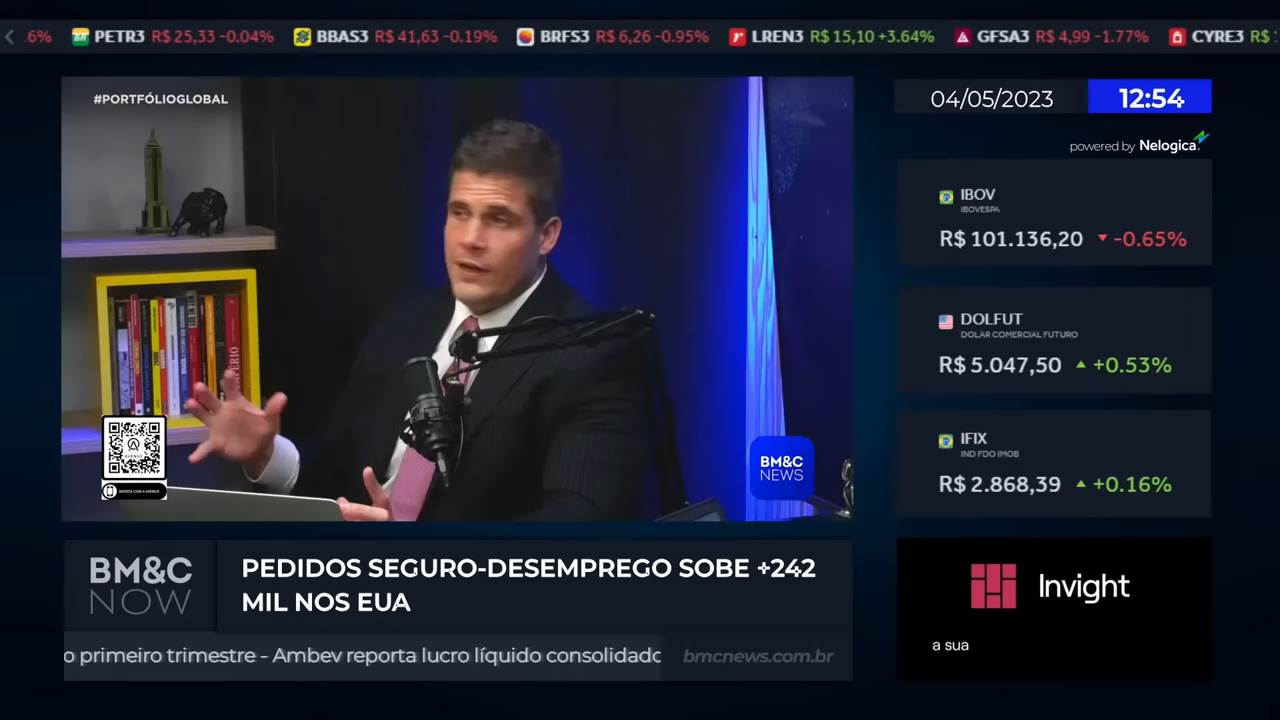 .6% PETR3 R$ 25,33 -0.04% BBAS3 R$ 41,63 -0.19% BRFS3 R$ 6,26 -0.95% LREN3 R$ 15,10 +3.64% GFSA3 R$ 4,99 -1.77% CYRE3 R$
#PORTFÓLIOGLOBAL
04/05/2023 12:54
powered by Nelogica
IBOV
IBOVESPA
R$ 101.136,20 -0.65%
DOLFUT
DOLAR COMERCIAL FUTURO
R$ 5.047,50 +0.53%
IFIX
IND FDO IMOB
R$ 2.868,39 +0.16%
BM&C
NEWS
INVISTA COM A AVENUE
BM&C
NOW
PEDIDOS SEGURO-DESEMPREGO SOBE +242
MIL NOS EUA
o primeiro trimestre - Ambev reporta lucro líquido consolidado
bmcnews.com.br
Invight
a sua